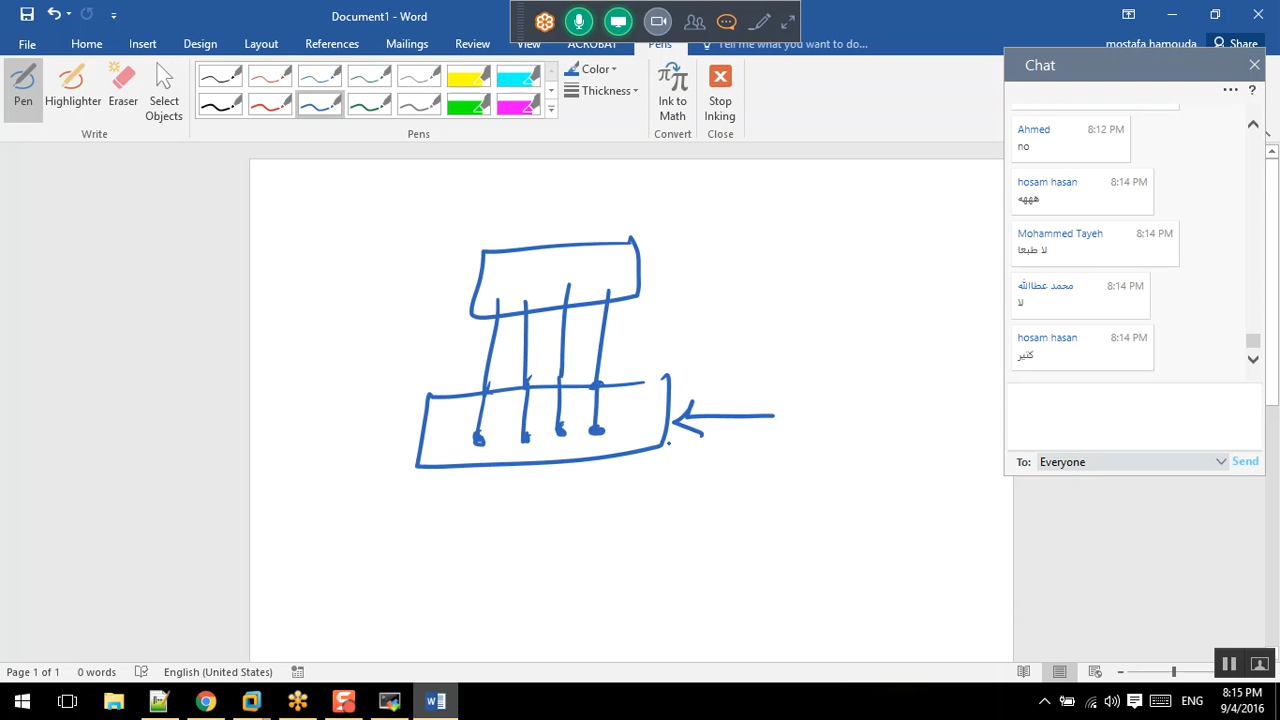 Document1 - Word
File
Home
Insert
Design
Layout
References
Mailings
Review
View
ACROBAT
Pens
Tell me what you want to do...
mostafa hamouda
Share
Pen
Highlighter
Eraser
Select
Objects
Color
Thickness
Ink to
Math
Stop
Inking
Write
Pens
Convert
Close
Chat
Ahmed 8:12 PM
no
hosam hasan 8:14 PM
هههه
Mohammed Tayeh 8:14 PM
لا طبعا
محمد عطاالله 8:14 PM
لا
hosam hasan 8:14 PM
كتير
To: Everyone Send
Page 1 of 1 0 words English (United States)
ENG
8:15 PM
9/4/2016